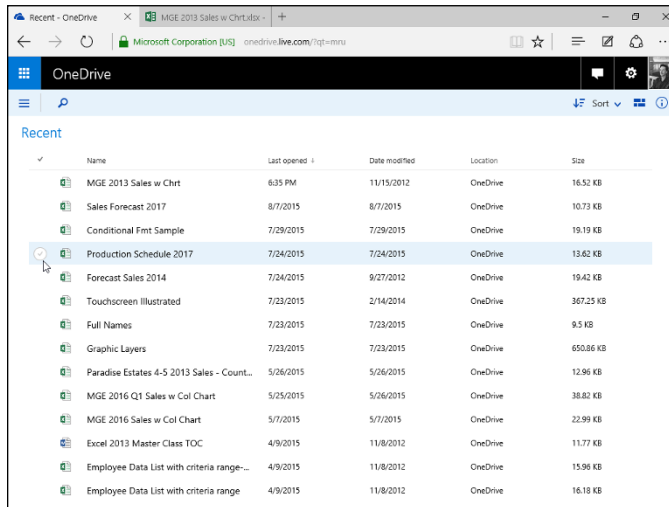 Recent - OneDrive MGE 2013 Sales w Chrt.xlsx -
Microsoft Corporation [US] onedrive.live.com/?qt=mru
OneDrive
Sort
Recent
Name Last opened ↓ Date modified Location Size
MGE 2013 Sales w Chrt 6:35 PM 11/15/2012 OneDrive 16.52 KB
Sales Forecast 2017 8/7/2015 8/7/2015 OneDrive 10.73 KB
Conditional Fmt Sample 7/29/2015 7/29/2015 OneDrive 19.19 KB
Production Schedule 2017 7/24/2015 7/24/2015 OneDrive 13.62 KB
Forecast Sales 2014 7/24/2015 9/27/2012 OneDrive 19.42 KB
Touchscreen Illustrated 7/23/2015 2/14/2014 OneDrive 367.25 KB
Full Names 7/23/2015 7/23/2015 OneDrive 9.5 KB
Graphic Layers 7/23/2015 7/23/2015 OneDrive 650.86 KB
Paradise Estates 4-5 2013 Sales - Count... 5/26/2015 5/26/2015 OneDrive 12.96 KB
MGE 2016 Q1 Sales w Col Chart 5/25/2015 5/26/2015 OneDrive 38.82 KB
MGE 2016 Sales w Col Chart 5/7/2015 5/7/2015 OneDrive 22.99 KB
Excel 2013 Master Class TOC 4/9/2015 11/8/2012 OneDrive 11.77 KB
Employee Data List with criteria range-... 4/9/2015 11/8/2012 OneDrive 15.96 KB
Employee Data List with criteria range 4/9/2015 11/8/2012 OneDrive 16.18 KB